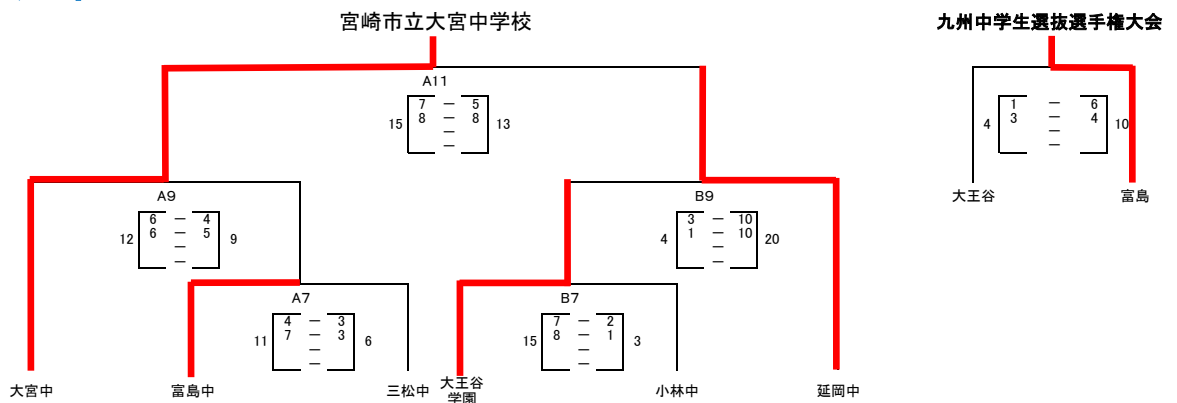 宮崎市立大宮中学校
九州中学生選抜選手権大会
A11
15 7 — 5 13
8 — 8
—
—
4 1 — 6 10
3 — 4
—
—
大王谷 富島
A9
12 6 — 4 9
6 — 5
—
—
B9
4 3 — 10 20
1 — 10
—
—
A7
11 4 — 3 6
7 — 3
—
—
B7
15 7 — 2 3
8 — 1
—
—
大宮中 富島中 三松中 大王谷 小林中 延岡中
学園